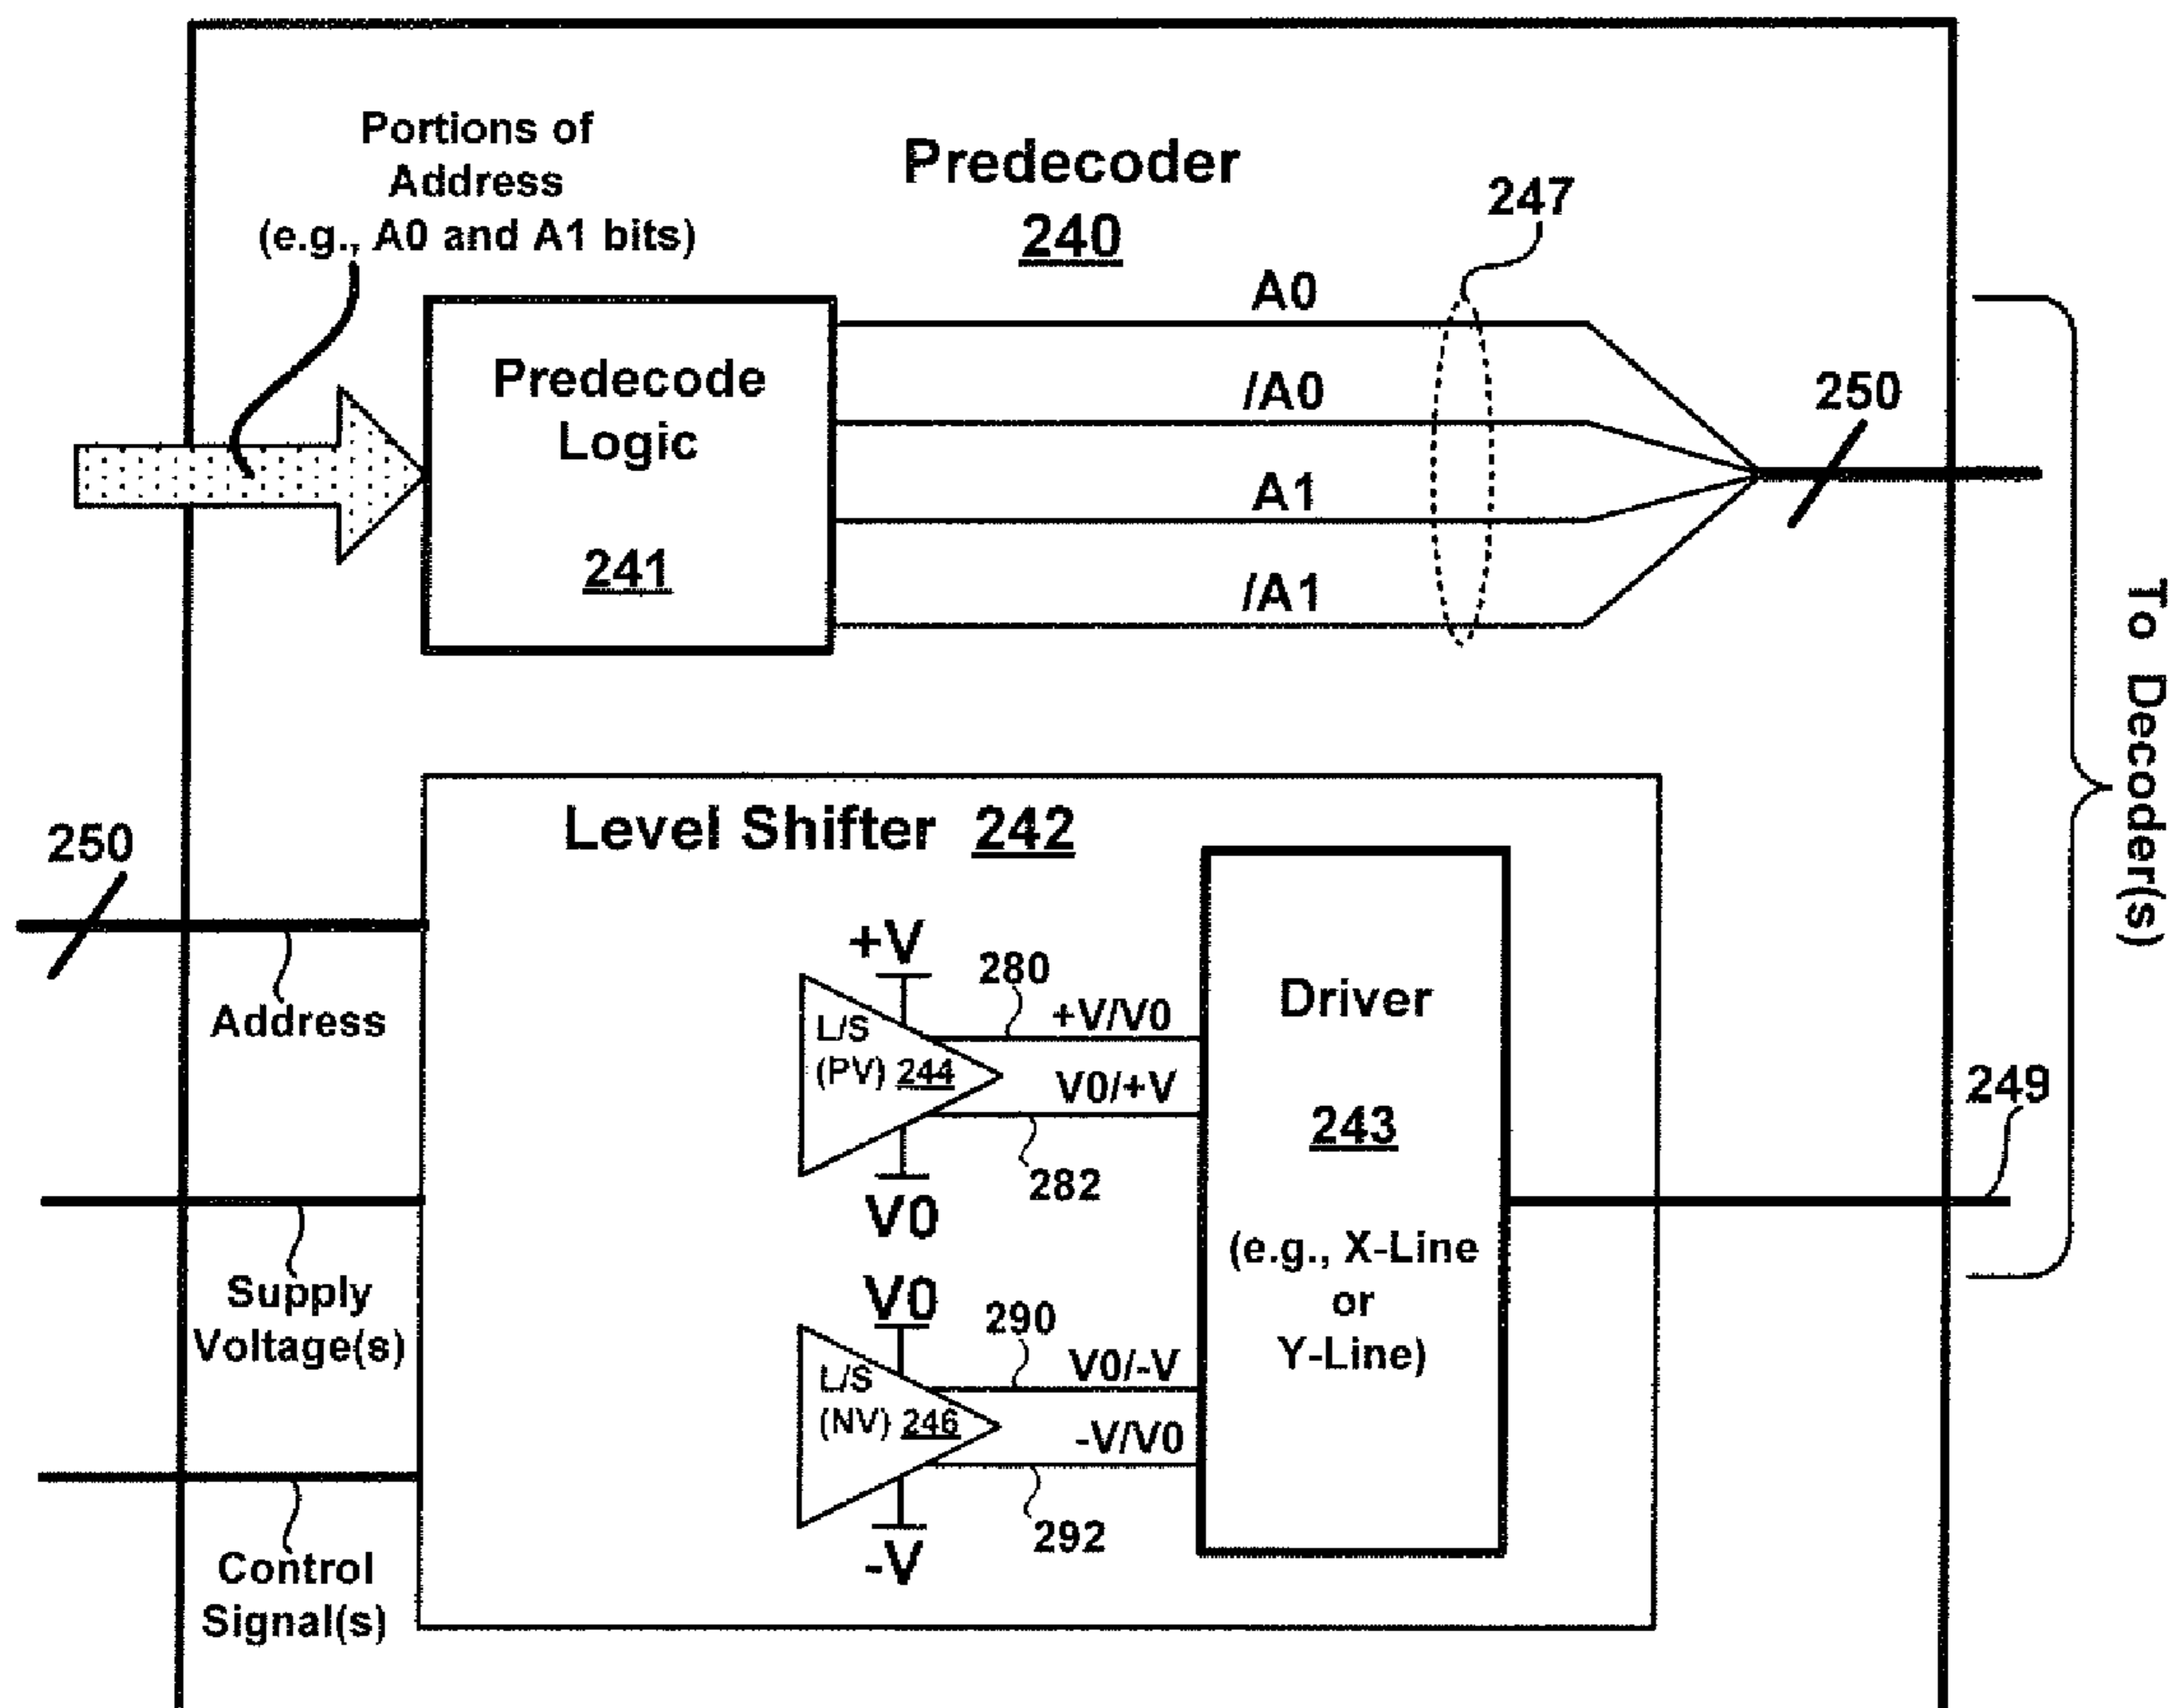 Portions of
Address
(e.g., A0 and A1 bits)
Predecoder
240
247
A0
Predecode
Logic
241
/A0
A1
/A1
250
To Decoder(s)
Level Shifter 242
250
Address
+V
280
+V/V0
L/S
(PV) 244
V0/+V
282
V0
Driver
243
(e.g., X-Line
or
Y-Line)
249
Supply
Voltage(s)
V0
290
V0/-V
L/S
(NV) 246
-V/V0
292
-V
Control
Signal(s)